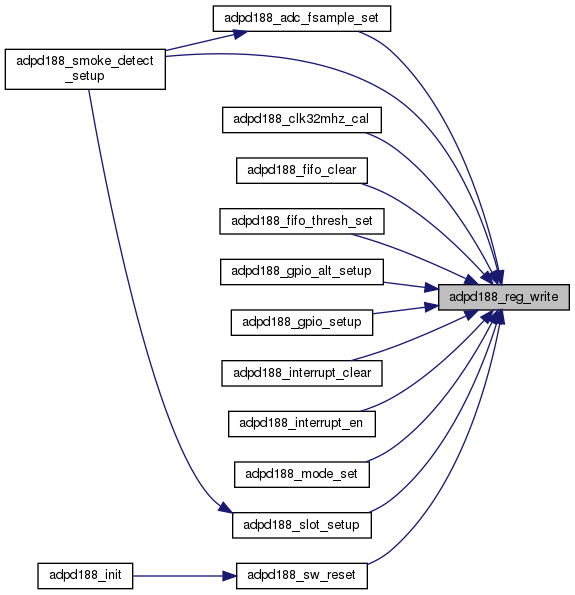 adpd188_adc_fsample_set
adpd188_smoke_detect
_setup
adpd188_clk32mhz_cal
adpd188_fifo_clear
adpd188_fifo_thresh_set
adpd188_gpio_alt_setup
adpd188_reg_write
adpd188_gpio_setup
adpd188_interrupt_clear
adpd188_interrupt_en
adpd188_mode_set
adpd188_slot_setup
adpd188_init
adpd188_sw_reset